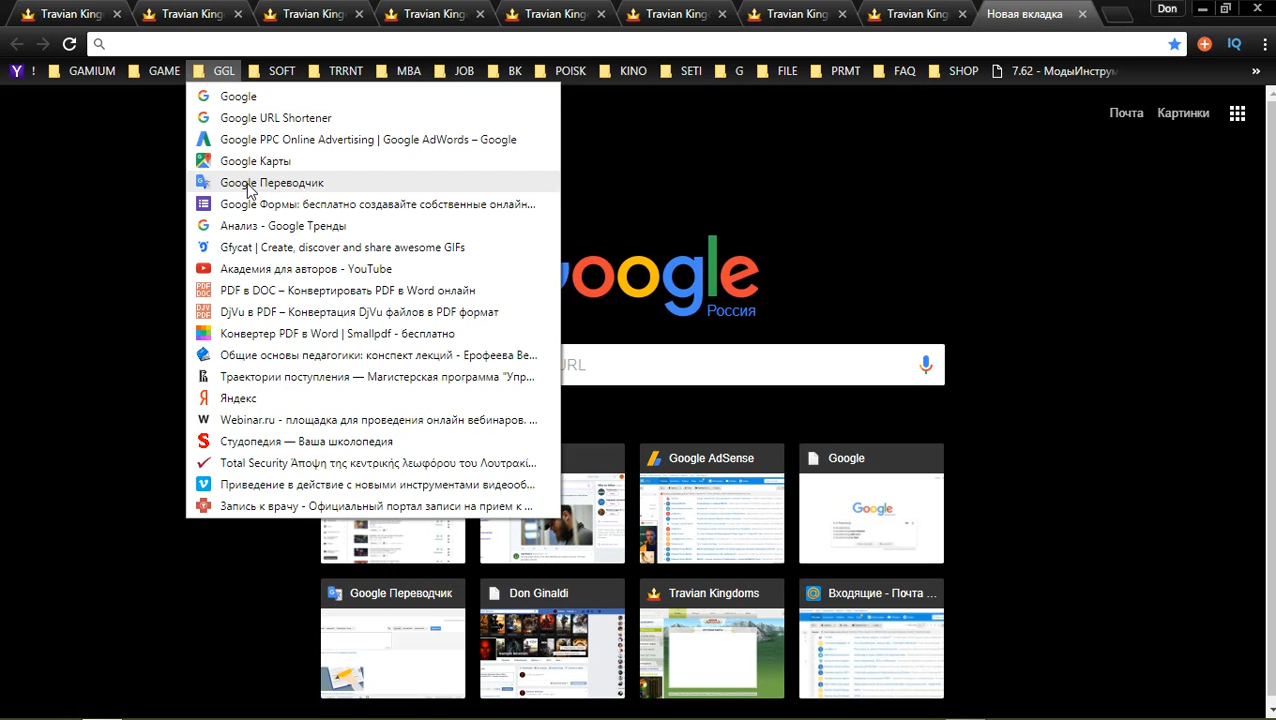 Travian King Travian King Travian King Travian King Travian King Travian King Travian King Travian King Новая вкладка Don
Y ! GAMIUM GAME GGL SOFT TRRNT MBA JOB BK POISK KINO SETI G FILE PRMT FAQ SHOP 7.62 - МодыИнструм »
Почта Картинки
Google
Google URL Shortener
Google PPC Online Advertising | Google AdWords – Google
Google Карты
Google Переводчик
Google Формы: бесплатно создавайте собственные онлайн...
Анализ - Google Тренды
Gfycat | Create, discover and share awesome GIFs
Академия для авторов - YouTube
PDF в DOC – Конвертировать PDF в Word онлайн
DjVu в PDF – Конвертация DjVu файлов в PDF формат
Конвертер PDF в Word | Smallpdf - бесплатно
Общие основы педагогики: конспект лекций - Ерофеева Ве...
Траектории поступления — Магистерская программа "Упр...
Яндекс
Webinar.ru - площадка для проведения онлайн вебинаров. ...
Студопедия — Ваша школопедия
Total Security Άποψη της κεντρικής λεωφόρου του Λουτρακί...
Приведение в действие с новыми инструментами видеооб...
Запись к врачу - Официальный портал записи на прием к ...
oogle
Россия
URL
Google AdSense Google
Google Переводчик Don Ginaldi Travian Kingdoms Входящие - Почта ...